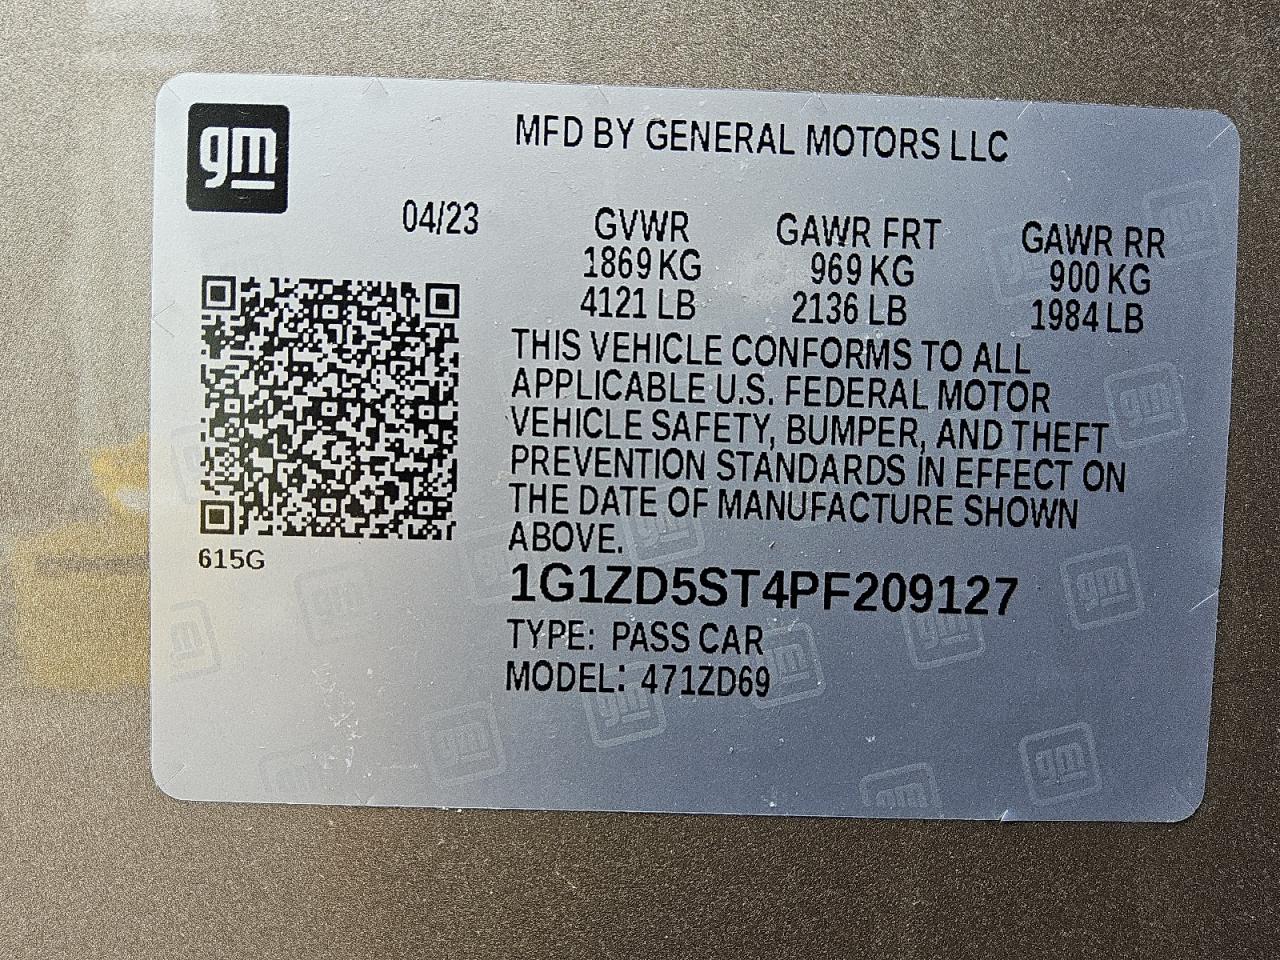 gm
MFD BY GENERAL MOTORS LLC
04/23
GVWR GAWR FRT GAWR RR
1869 KG 969 KG 900 KG
4121 LB 2136 LB 1984 LB
THIS VEHICLE CONFORMS TO ALL
APPLICABLE U.S. FEDERAL MOTOR
VEHICLE SAFETY, BUMPER, AND THEFT
PREVENTION STANDARDS IN EFFECT ON
THE DATE OF MANUFACTURE SHOWN
ABOVE.
615G
1G1ZD5ST4PF209127
TYPE: PASS CAR
MODEL: 471ZD69